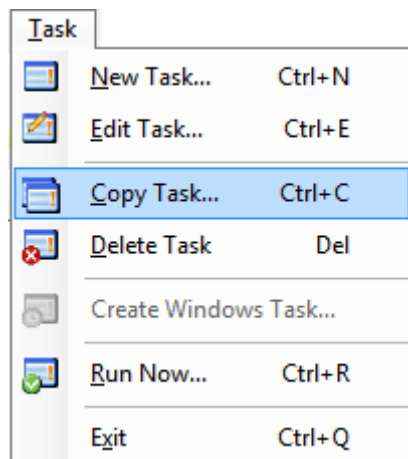 Task
New Task... Ctrl+N
Edit Task... Ctrl+E
Copy Task... Ctrl+C
Delete Task Del
Create Windows Task...
Run Now... Ctrl+R
Exit Ctrl+Q